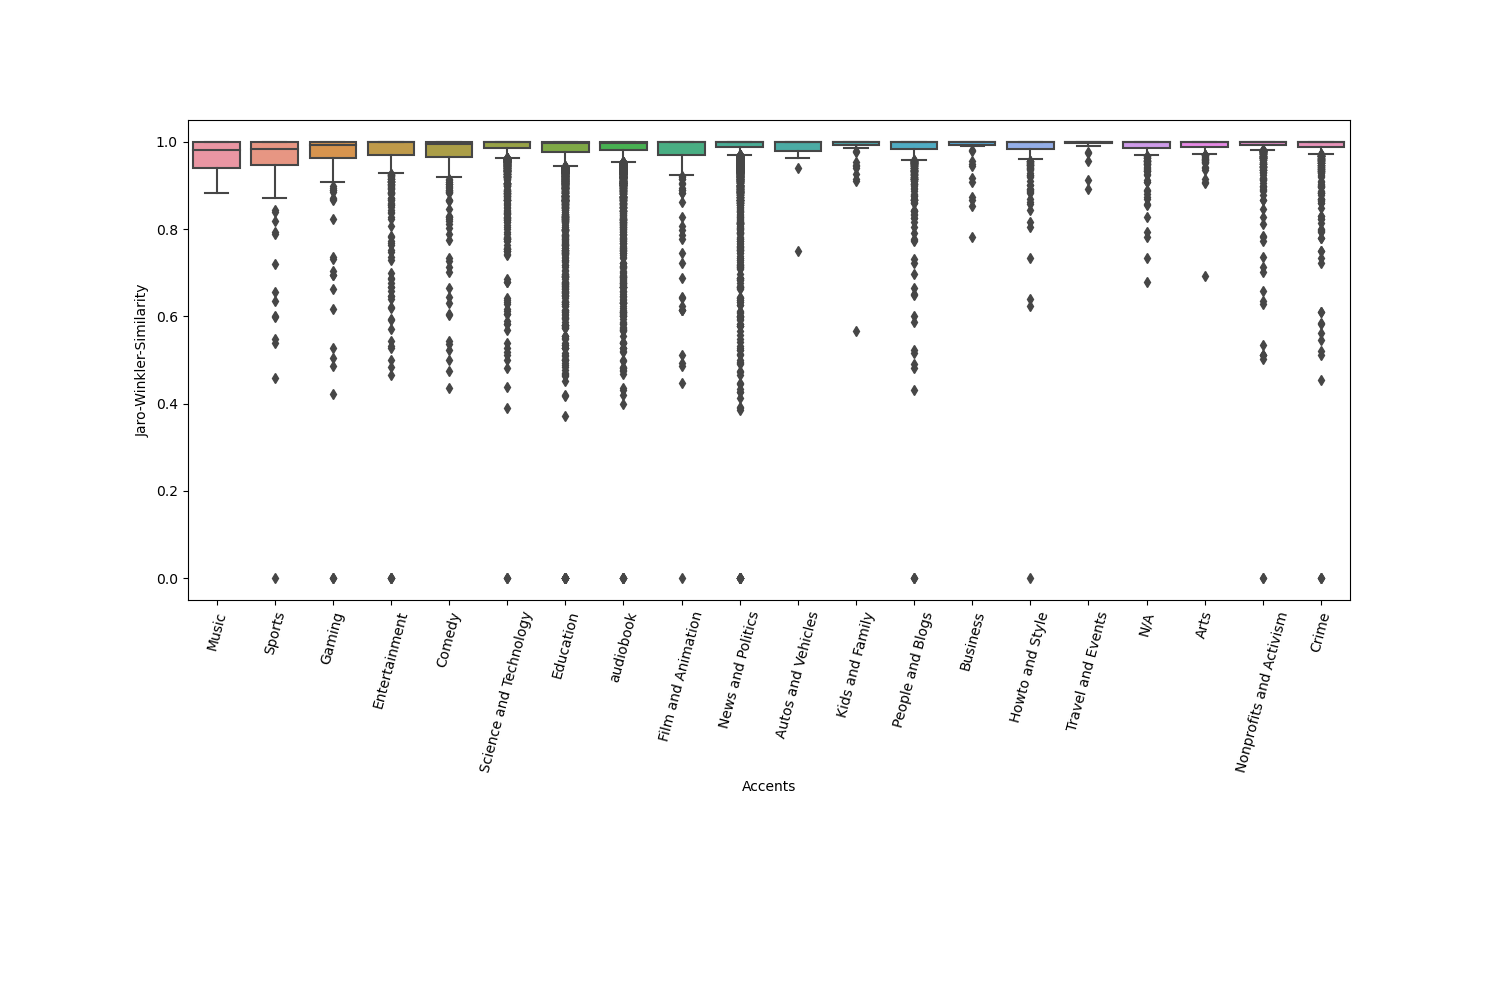 Jaro-Winkler-Similarity
1.0
0.8
0.6
0.4
0.2
0.0
Music
Sports
Gaming
Entertainment
Comedy
Science and Technology
Education
audiobook
Film and Animation
News and Politics
Autos and Vehicles
Kids and Family
People and Blogs
Business
Howto and Style
Travel and Events
N/A
Arts
Nonprofits and Activism
Crime
Accents